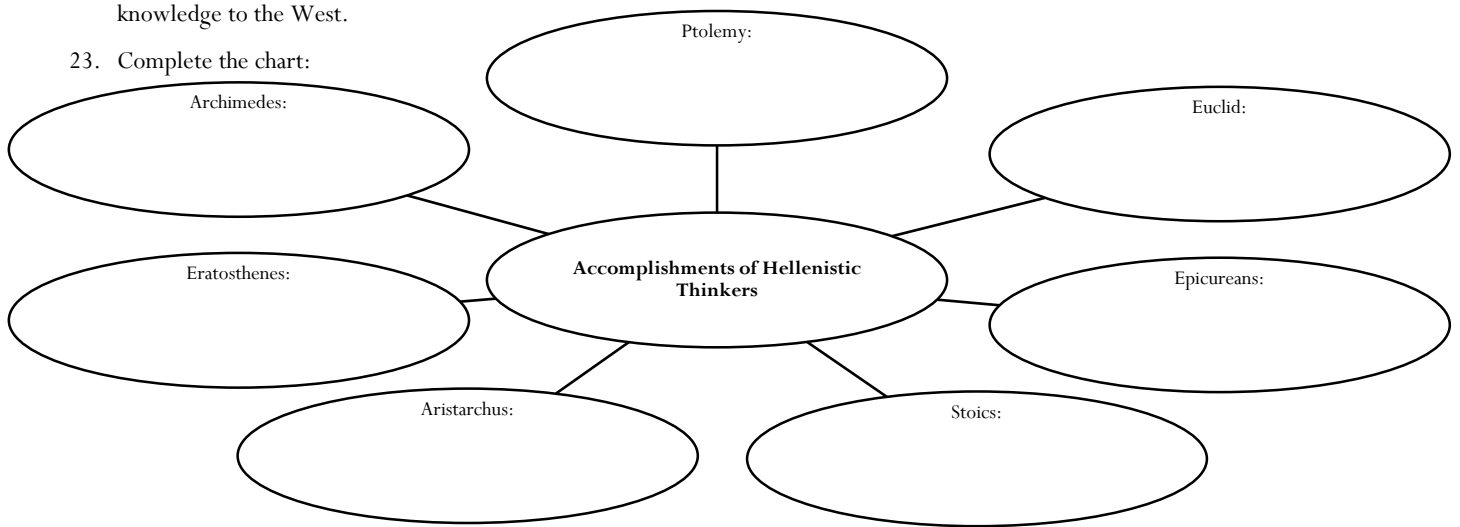 knowledge to the West.
23. Complete the chart:
Ptolemy:
Archimedes:
Euclid:
Eratosthenes:
Accomplishments of Hellenistic
Thinkers
Epicureans:
Aristarchus:
Stoics: